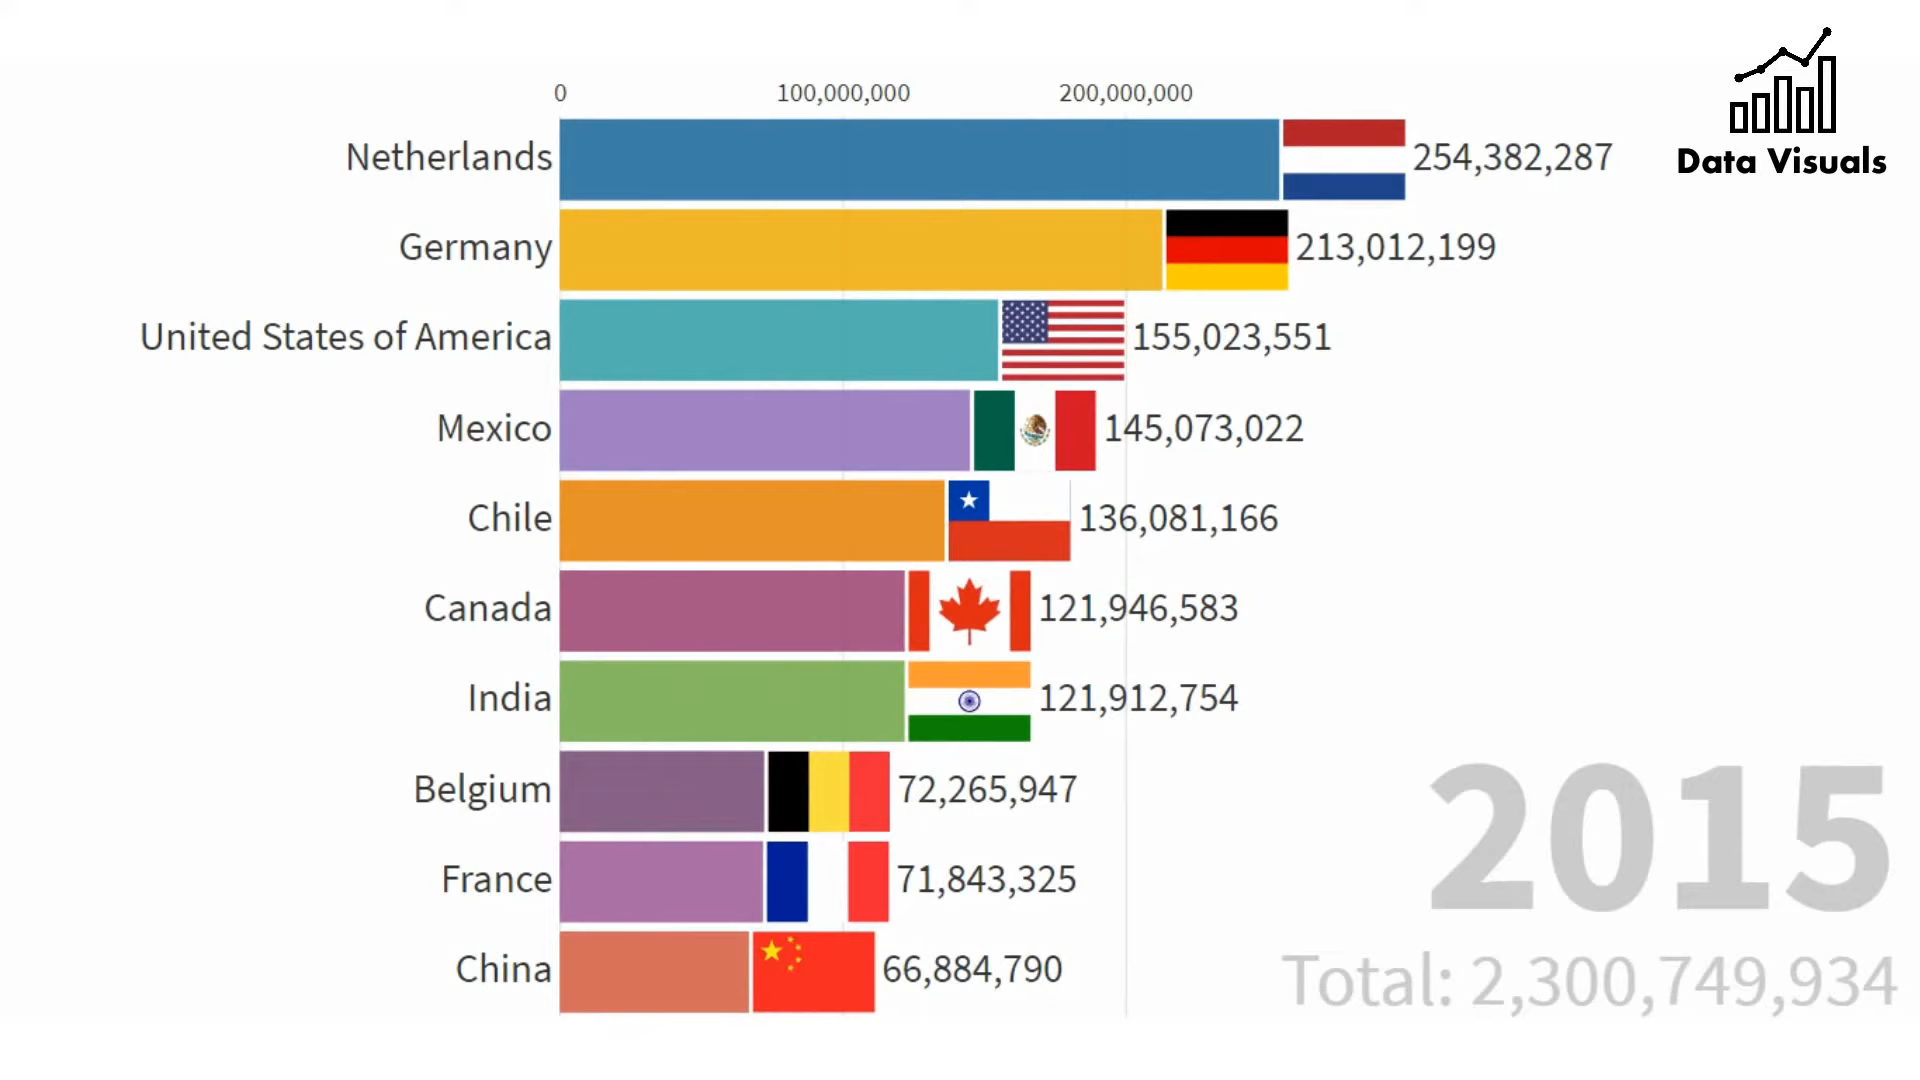 Data Visuals
0 100,000,000 200,000,000
Netherlands 254,382,287
Germany 213,012,199
United States of America 155,023,551
Mexico 145,073,022
Chile 136,081,166
Canada 121,946,583
India 121,912,754
Belgium 72,265,947
France 71,843,325
China 66,884,790
2015
Total: 2,300,749,934